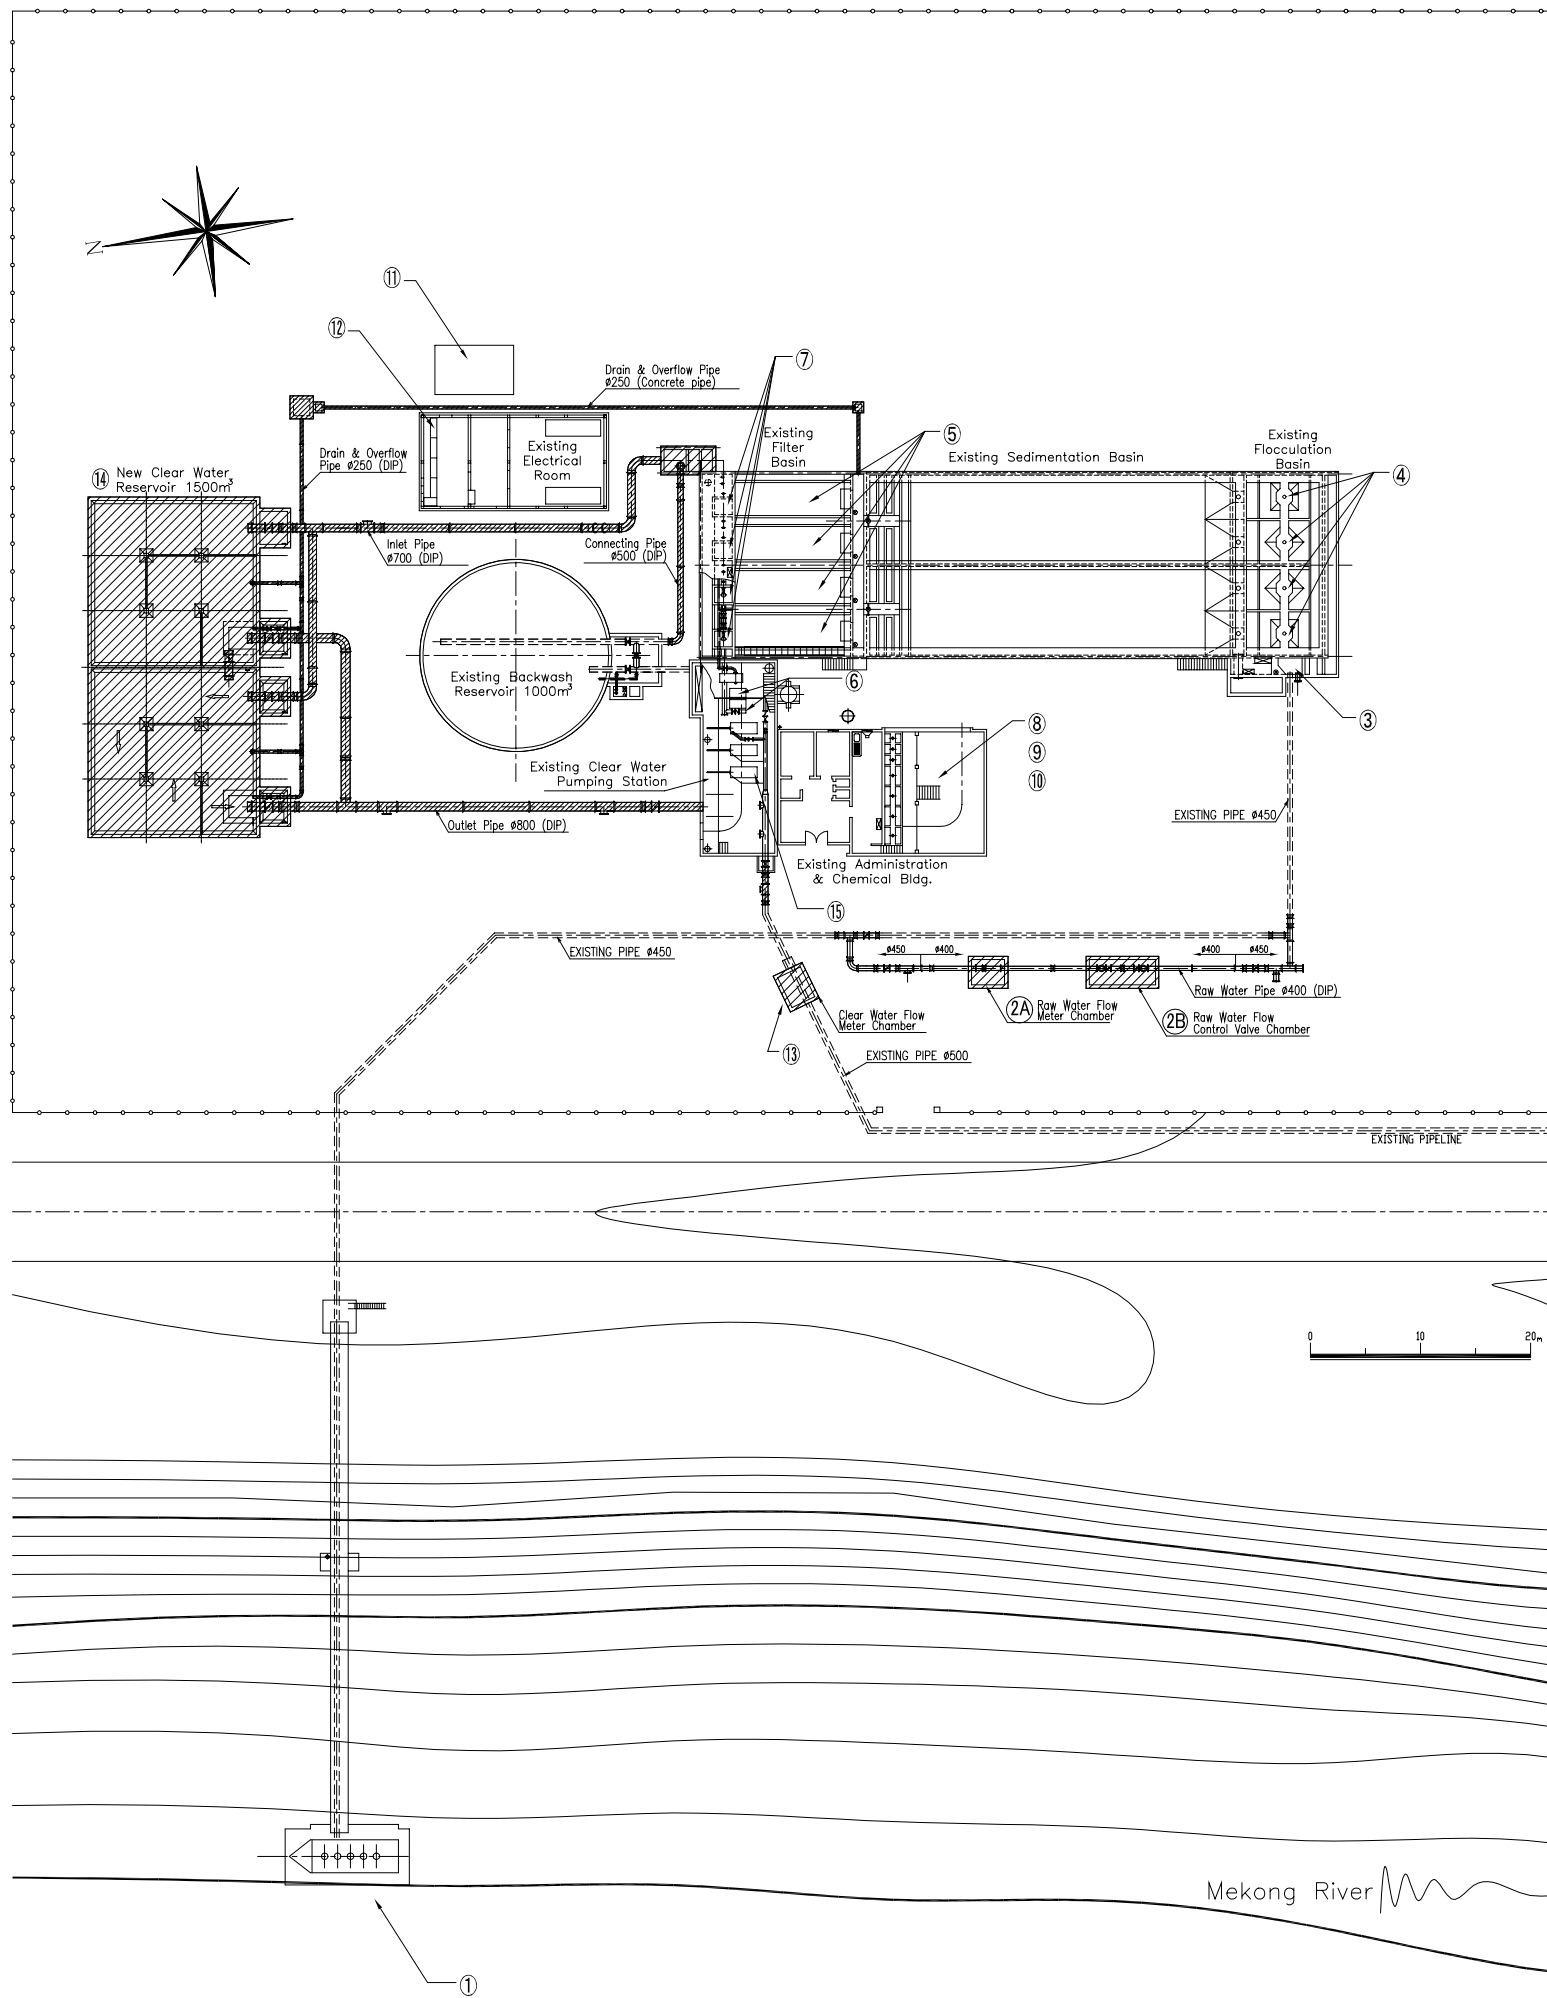 N
⑪
⑫
⑦
Drain & Overflow Pipe
ø250 (Concrete pipe)
Existing
Filter
Basin
⑤
Existing Sedimentation Basin
Existing
Flocculation
Basin
④
Existing
Electrical
Room
Drain & Overflow
Pipe ø250 (DIP)
⑭
New Clear Water
Reservoir 1500m³
Inlet Pipe
ø700 (DIP)
Connecting Pipe
ø500 (DIP)
Existing Backwash
Reservoir 1000m³
⑥
③
⑧
⑨
⑩
Existing Clear Water
Pumping Station
Outlet Pipe ø800 (DIP)
EXISTING PIPE ø450
Existing Administration
& Chemical Bldg.
⑮
EXISTING PIPE ø450
ø450
ø400
ø400
ø450
Raw Water Pipe ø400 (DIP)
2A
Raw Water Flow
Meter Chamber
2B
Raw Water Flow
Control Valve Chamber
Clear Water Flow
Meter Chamber
⑬
EXISTING PIPE ø500
EXISTING PIPELINE
0
10
20m
Mekong River
①